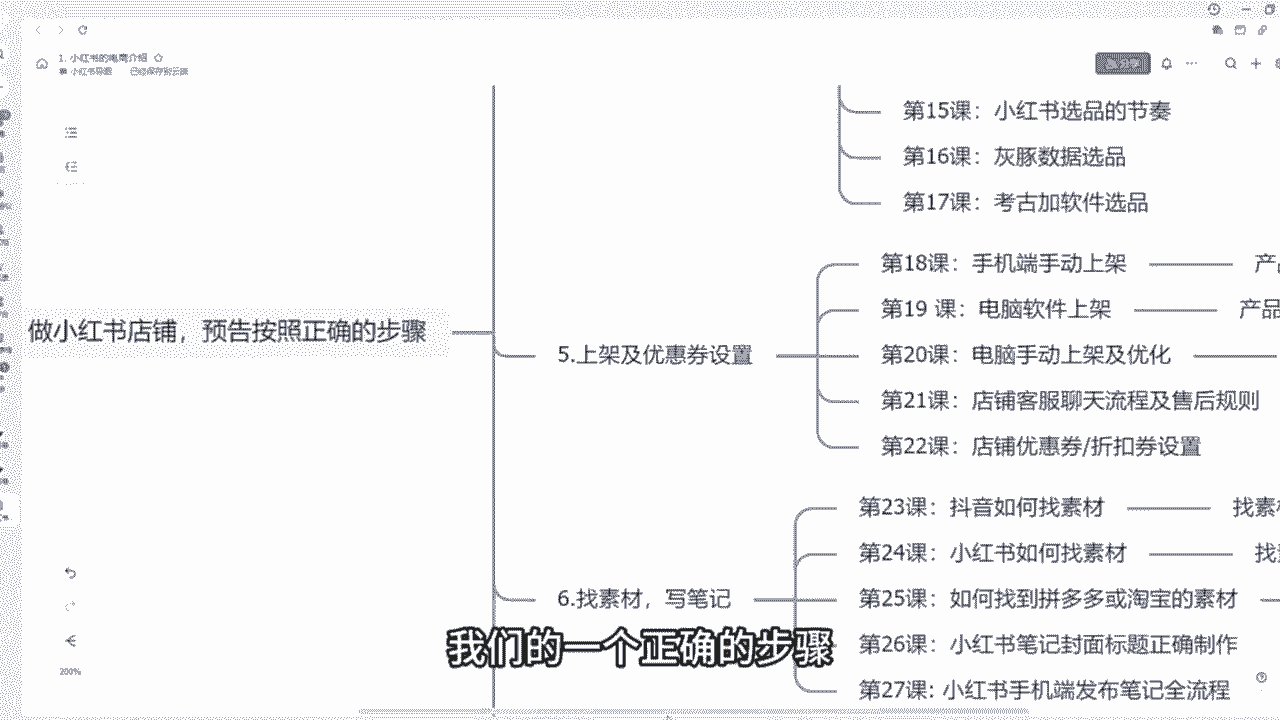 1. 小红书的电商介绍
小红书导图 已保存到云端
分享
第15课：小红书选品的节奏
第16课：灰豚数据选品
第17课：考古加软件选品
第18课：手机端手动上架
第19 课：电脑软件上架
产品
做小红书店铺，预告按照正确的步骤
5.上架及优惠券设置
第20课：电脑手动上架及优化
第21课：店铺客服聊天流程及售后规则
第22课：店铺优惠券/折扣券设置
第23课：抖音如何找素材
找素材
第24课：小红书如何找素材
6.找素材，写笔记
第25课：如何找到拼多多或淘宝的素材
我们的一个正确的步骤
第26课：小红书笔记封面标题正确制作
200%
第27课: 小红书手机端发布笔记全流程